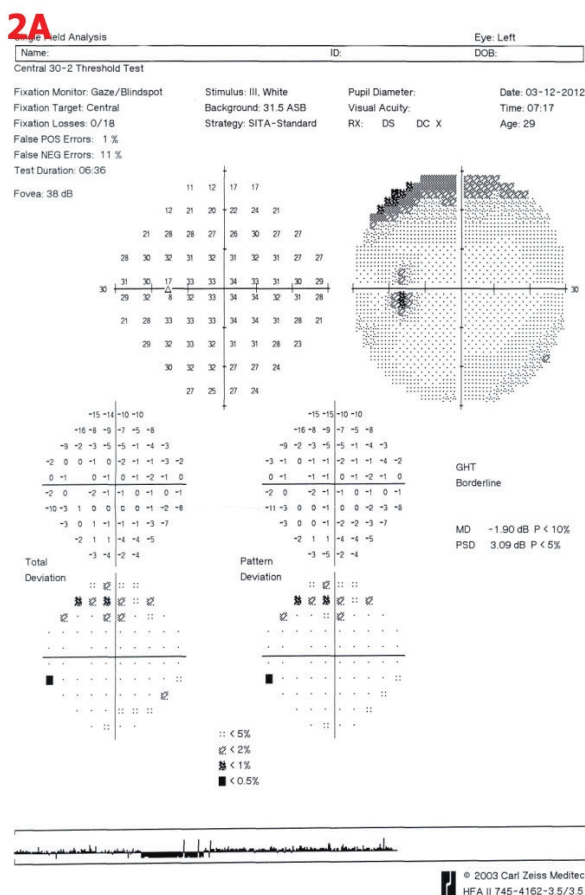 2A
Single Field Analysis
Eye: Left
Name: ID: DOB:
Central 30-2 Threshold Test
Fixation Monitor: Gaze/Blindspot Stimulus: III, White Pupil Diameter: Date: 03-12-2012
Fixation Target: Central Background: 31.5 ASB Visual Acuity: Time: 07:17
Fixation Losses: 0/18 Strategy: SITA-Standard RX: DS DC X Age: 29
False POS Errors: 1 %
False NEG Errors: 11 %
Test Duration: 06:36
Fovea: 38 dB
11 12 17 17
12 21 20 22 24 21
21 28 28 27 26 30 27 27
28 30 32 31 32 31 32 31 27 27
31 30 17 33 33 34 33 31 30 29
30 30 30
29 32 8 32 33 34 34 32 31 28
21 28 33 33 33 34 33 31 28 21
29 32 33 32 33 31 28 23
30 32 32 27 27 24
27 25 27 24
-15 -14 -10 -10 -15 -15 -10 -10
-16 -8 -9 -7 -5 -8 -16 -8 -9 -7 -5 -8
-9 -2 -3 -5 -5 -1 -4 -3 -9 -2 -3 -5 -5 -1 -4 -3
-2 0 0 -1 0 -2 -1 -1 -3 -2 -3 -1 0 -1 -1 -2 -1 -1 -4 -2
0 -1 0 -1 0 -1 -2 0 -1 0 -1 0 -1 -1 -1 -2 -1 -1
-2 0 -2 -1 -1 0 -1 0 -1 -2 0 -2 -1 -1 0 -1 0 -1
-10 -3 1 0 0 0 0 -1 -3 -8 -11 -3 0 0 0 0 0 -2 -3 -8
-3 0 1 -1 -1 -1 -3 -7 -3 0 0 -1 -1 -2 -3 -7
-2 1 1 -4 -4 -5 -2 1 1 -4 -4 -5
-3 -4 -2 -4 -3 -5 -2 -4
GHT
Borderline
MD -1.90 dB P < 10%
PSD 3.09 dB P < 5%
Total
Deviation
Pattern
Deviation
< 5%
< 2%
< 1%
< 0.5%
© 2003 Carl Zeiss Meditec
HFA II 745-4162-3.5/3.5